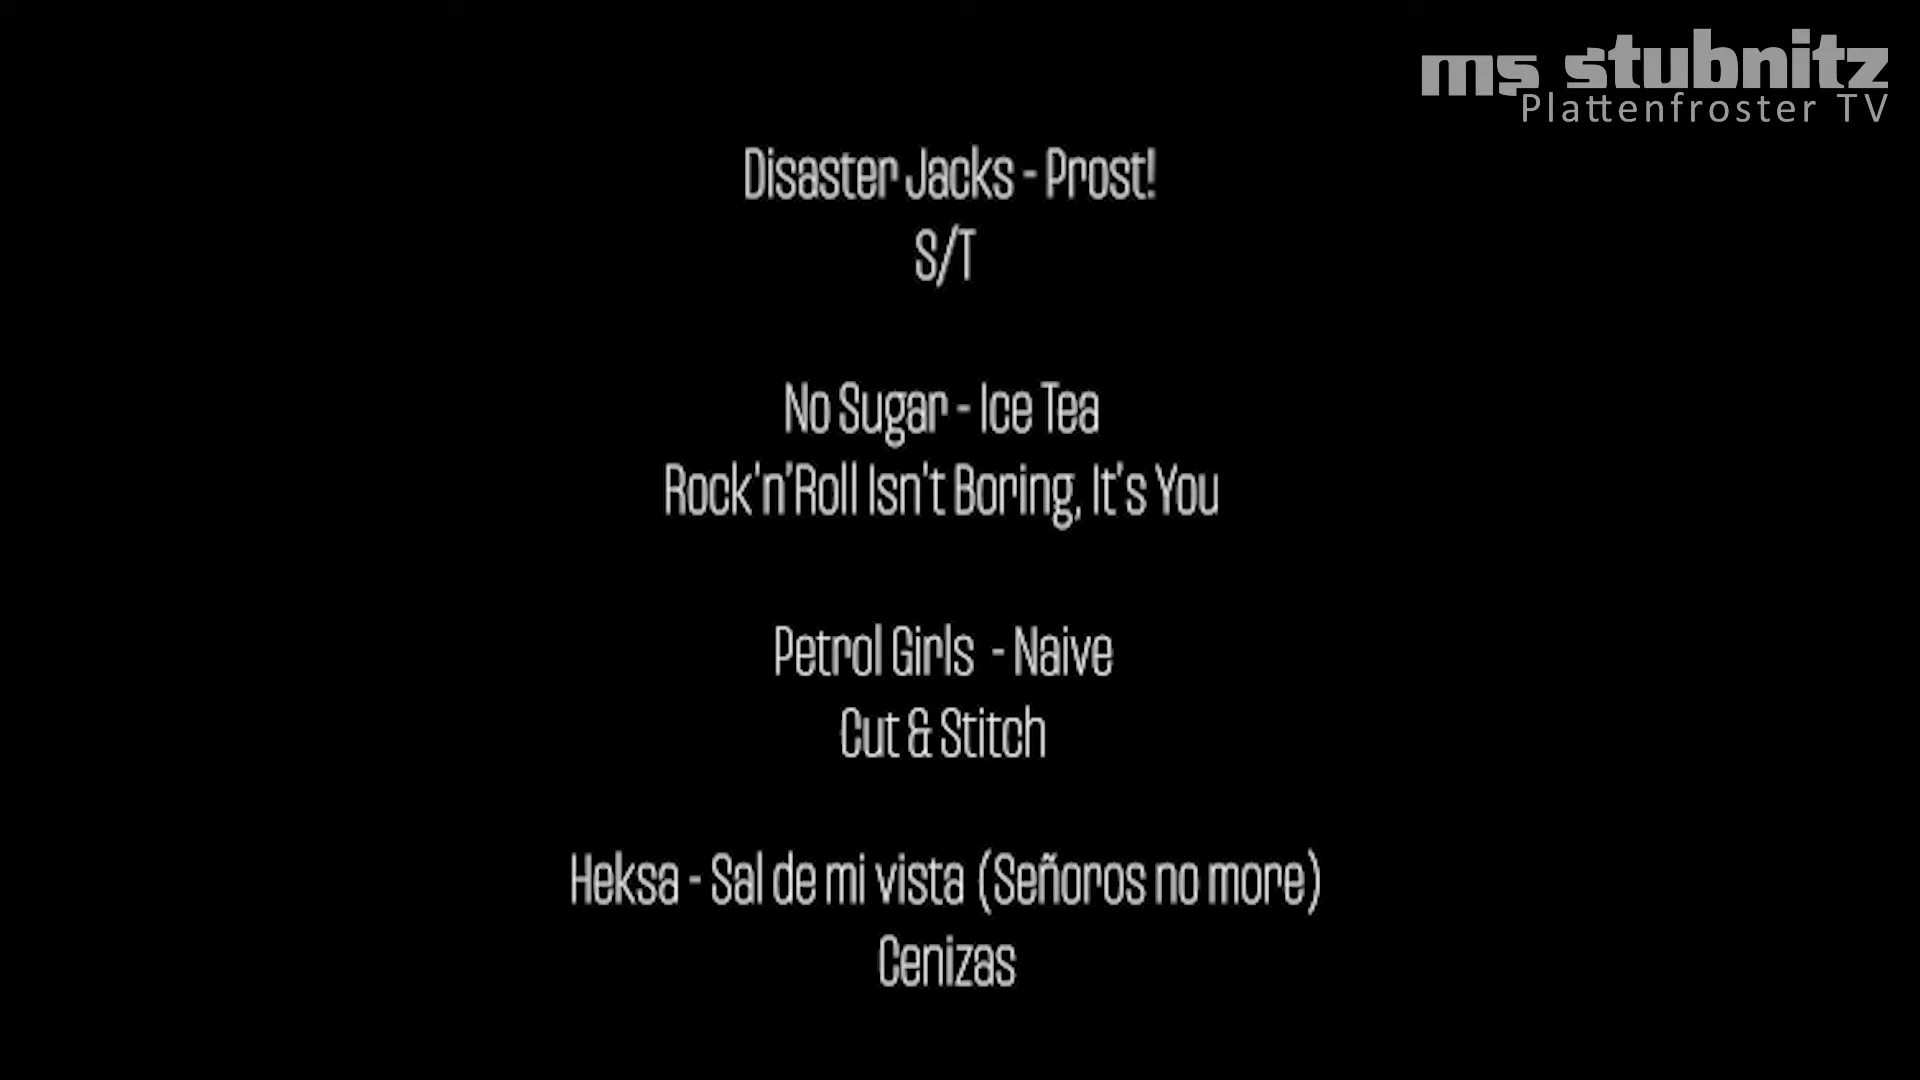 ms stubnitz
Plattenfroster TV
Disaster Jacks - Prost!
S/T
No Sugar - Ice Tea
Rock'n'Roll Isn't Boring, It's You
Petrol Girls - Naive
Cut & Stitch
Heksa - Sal de mi vista (Señoros no more)
Cenizas